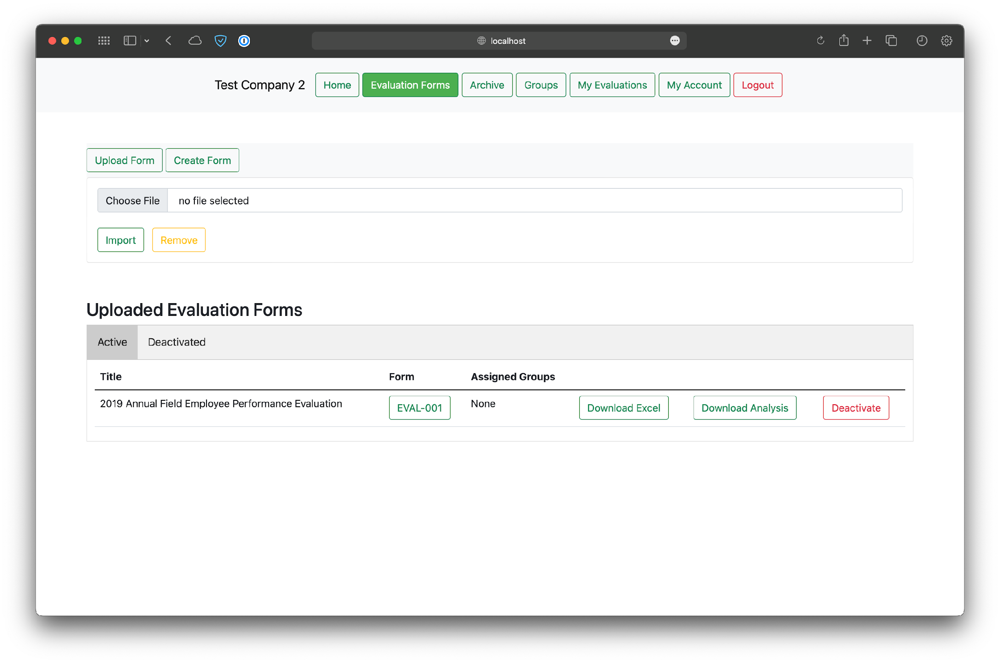 localhost
Test Company 2 Home Evaluation Forms Archive Groups My Evaluations My Account Logout
Upload Form Create Form
Choose File no file selected
Import Remove
Uploaded Evaluation Forms
Active Deactivated
Title Form Assigned Groups
2019 Annual Field Employee Performance Evaluation EVAL-001 None Download Excel Download Analysis Deactivate